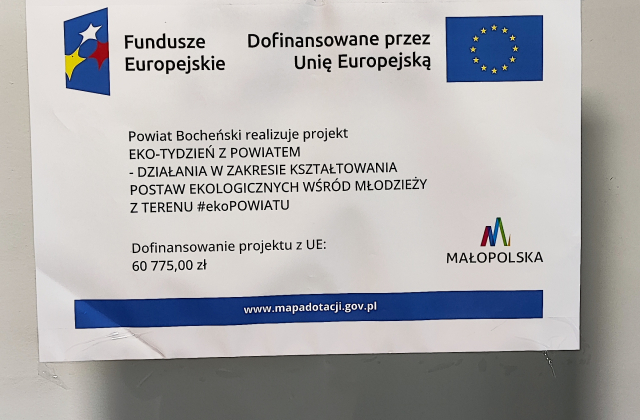 Fundusze
Europejskie
Dofinansowane przez
Unię Europejską
Powiat Bocheński realizuje projekt
EKO-TYDZIEŃ Z POWIATEM
- DZIAŁANIA W ZAKRESIE KSZTAŁTOWANIA
POSTAW EKOLOGICZNYCH WŚRÓD MŁODZIEŻY
Z TERENU #ekoPOWIATU
Dofinansowanie projektu z UE:
60 775,00 zł
MAŁOPOLSKA
www.mapadotacji.gov.pl